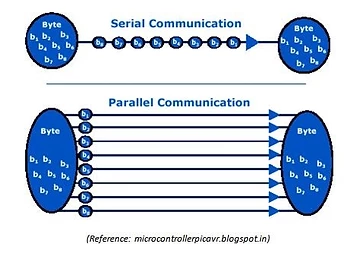 Serial Communication
Byte
b1 b3 b3
b4 b5 b6
b7 b8
b8 b7 b6 b5 b4 b3 b2 b1
Byte
b1 b3 b3
b4 b5 b6
b7 b8
Parallel Communication
Byte
b1 b2 b3
b4 b5 b6
b7 b8
b1
b2
b3
b4
b5
b6
b7
b8
Byte
b1 b2 b3
b4 b5 b6
b7 b8
(Reference: microcontrollerpicavr.blogspot.in)